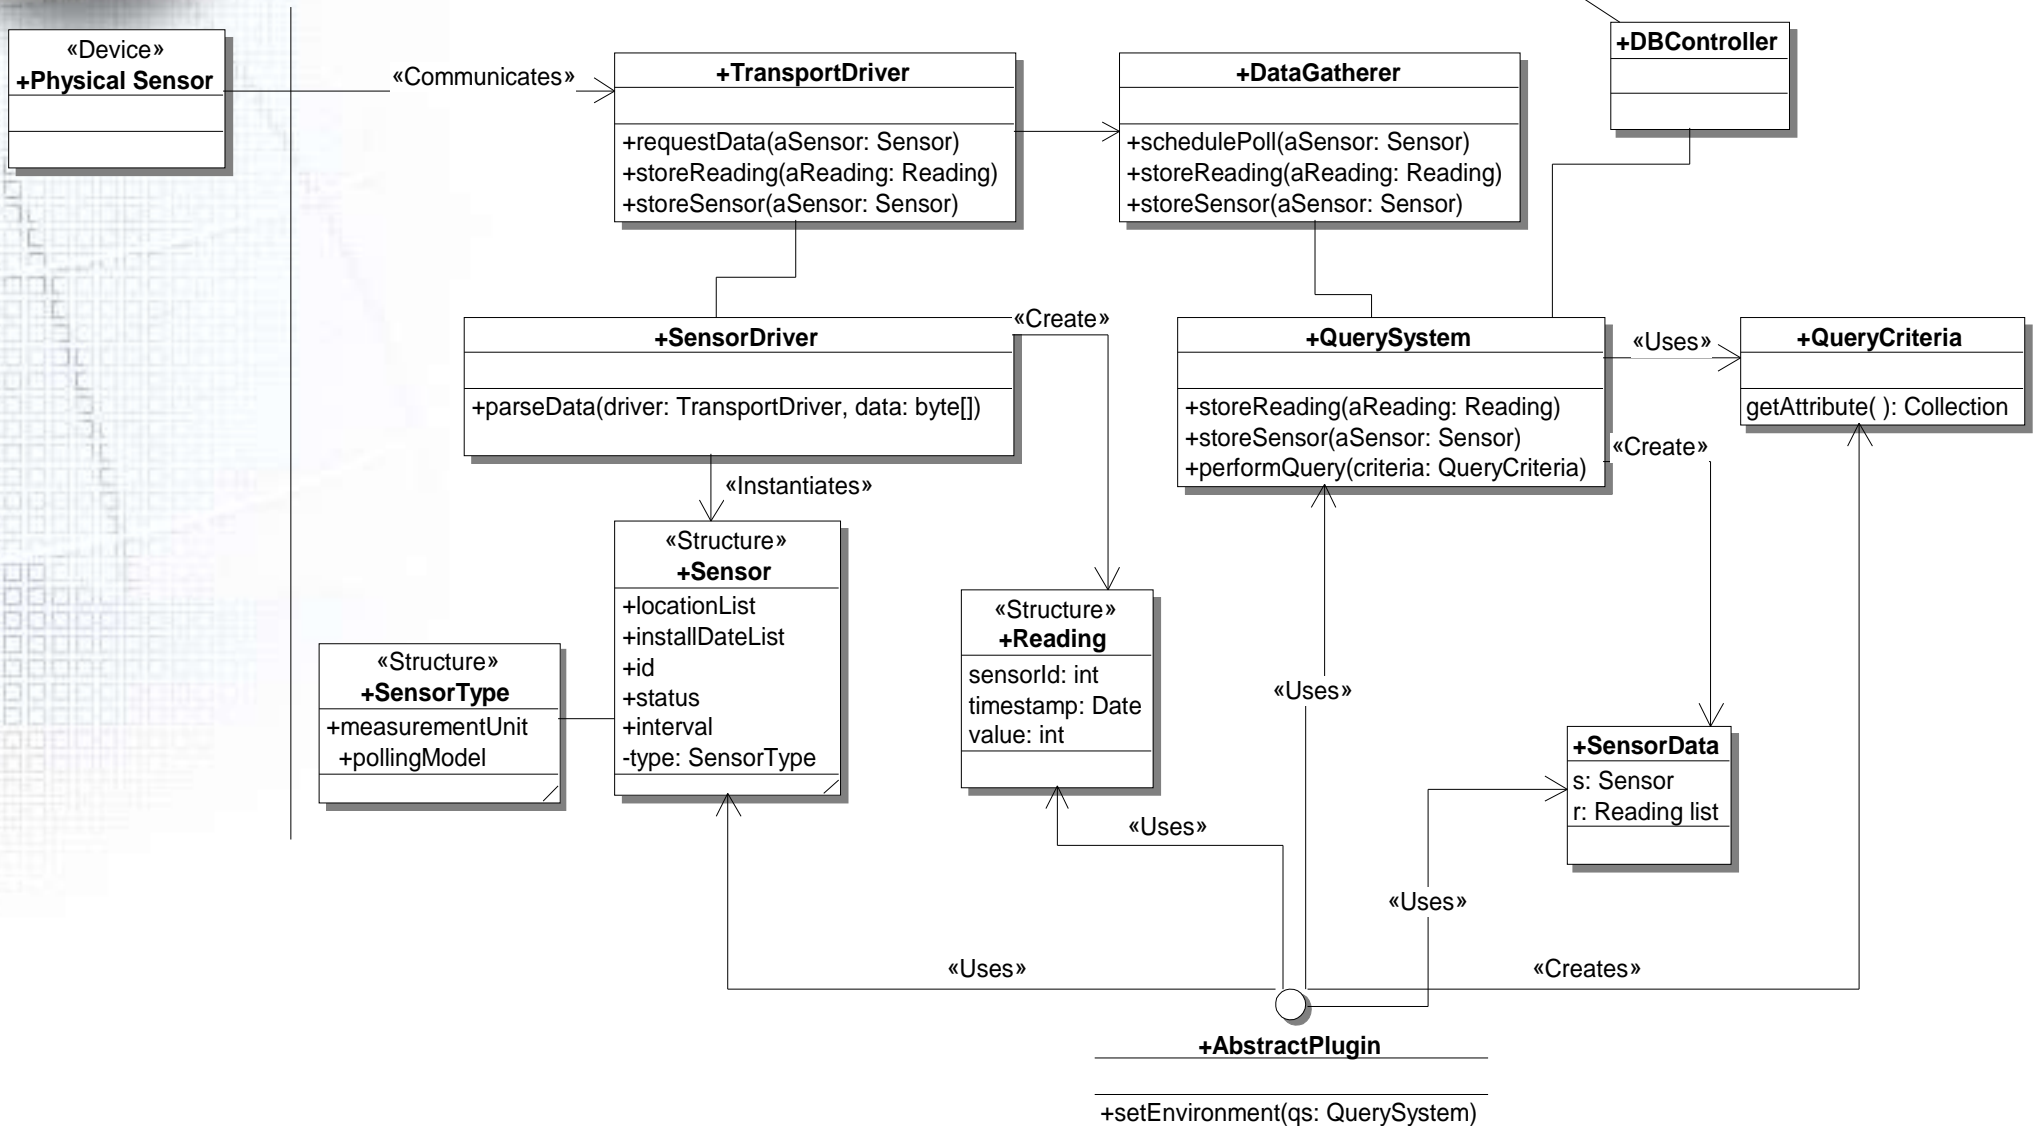 «Device»
+Physical Sensor
«Communicates»
+TransportDriver
+requestData(aSensor: Sensor)
+storeReading(aReading: Reading)
+storeSensor(aSensor: Sensor)
+DataGatherer
+schedulePoll(aSensor: Sensor)
+storeReading(aReading: Reading)
+storeSensor(aSensor: Sensor)
+DBController
+SensorDriver
+parseData(driver: TransportDriver, data: byte[])
«Create»
+QuerySystem
+storeReading(aReading: Reading)
+storeSensor(aSensor: Sensor)
+performQuery(criteria: QueryCriteria)
«Uses»
+QueryCriteria
getAttribute( ): Collection
«Create»
«Instantiates»
«Structure»
+Sensor
+locationList
+installDateList
+id
+status
+interval
-type: SensorType
«Structure»
+SensorType
+measurementUnit
+pollingModel
«Structure»
+Reading
sensorId: int
timestamp: Date
value: int
«Uses»
+SensorData
s: Sensor
r: Reading list
«Uses»
«Uses»
«Uses»
«Creates»
+AbstractPlugin
+setEnvironment(qs: QuerySystem)